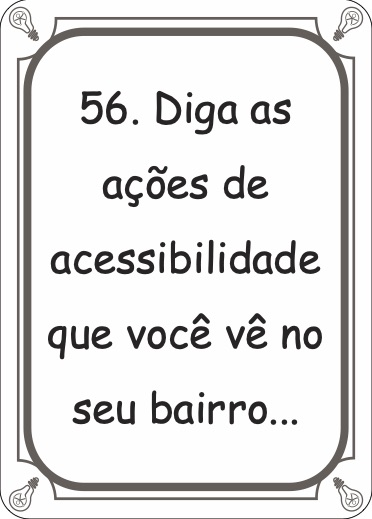 56. Diga as
ações de
acessibilidade
que você vê no
seu bairro...